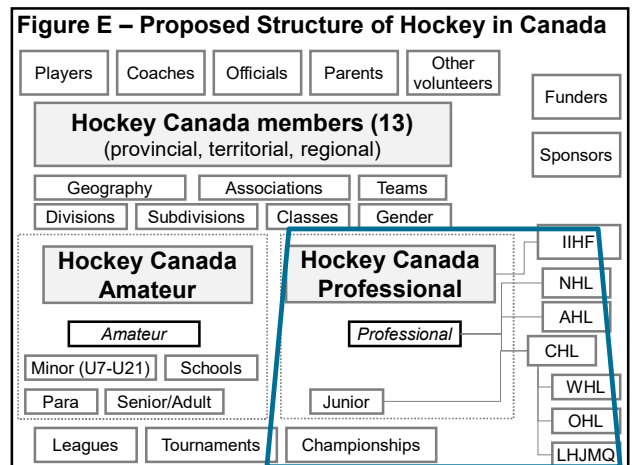 Figure E – Proposed Structure of Hockey in Canada
Players
Coaches
Officials
Parents
Other
volunteers
Funders
Hockey Canada members (13)
(provincial, territorial, regional)
Sponsors
Geography
Associations
Teams
Divisions
Subdivisions
Classes
Gender
Hockey Canada
Amateur
Amateur
Minor (U7-U21)
Schools
Para
Senior/Adult
Hockey Canada
Professional
Professional
Junior
IIHF
NHL
AHL
CHL
WHL
OHL
LHJMQ
Leagues
Tournaments
Championships